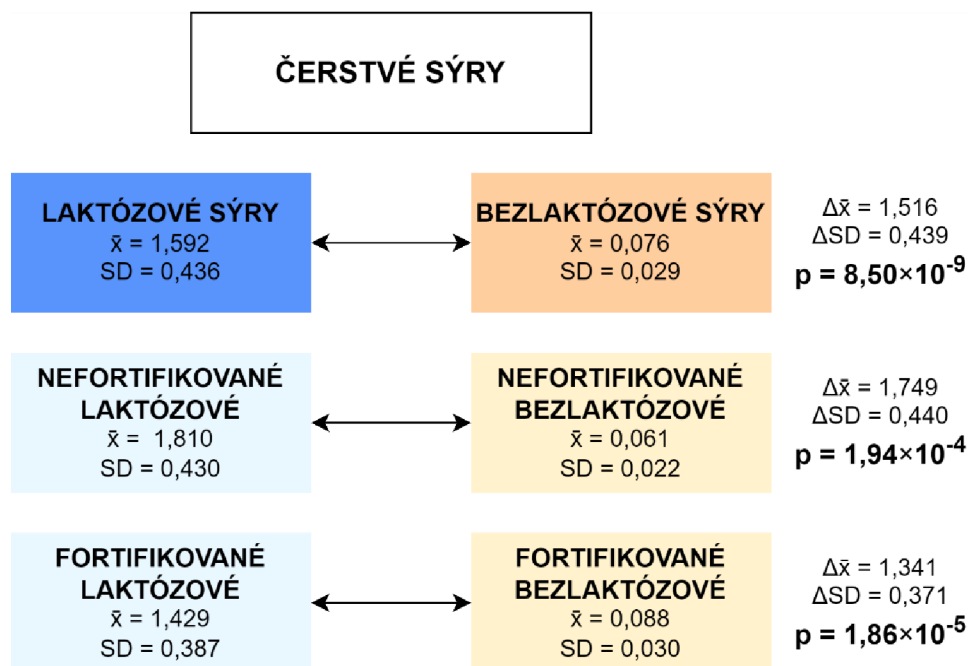 ČERSTVÉ SÝRY
LAKTÓZOVÉ SÝRY
x̄ = 1,592
SD = 0,436
BEZLAKTÓZOVÉ SÝRY
x̄ = 0,076
SD = 0,029
Δx̄ = 1,516
ΔSD = 0,439
p = 8,50×10⁻⁹
NEFORTIFIKOVANÉ
LAKTÓZOVÉ
x̄ = 1,810
SD = 0,430
NEFORTIFIKOVANÉ
BEZLAKTÓZOVÉ
x̄ = 0,061
SD = 0,022
Δx̄ = 1,749
ΔSD = 0,440
p = 1,94×10⁻⁴
FORTIFIKOVANÉ
LAKTÓZOVÉ
x̄ = 1,429
SD = 0,387
FORTIFIKOVANÉ
BEZLAKTÓZOVÉ
x̄ = 0,088
SD = 0,030
Δx̄ = 1,341
ΔSD = 0,371
p = 1,86×10⁻⁵